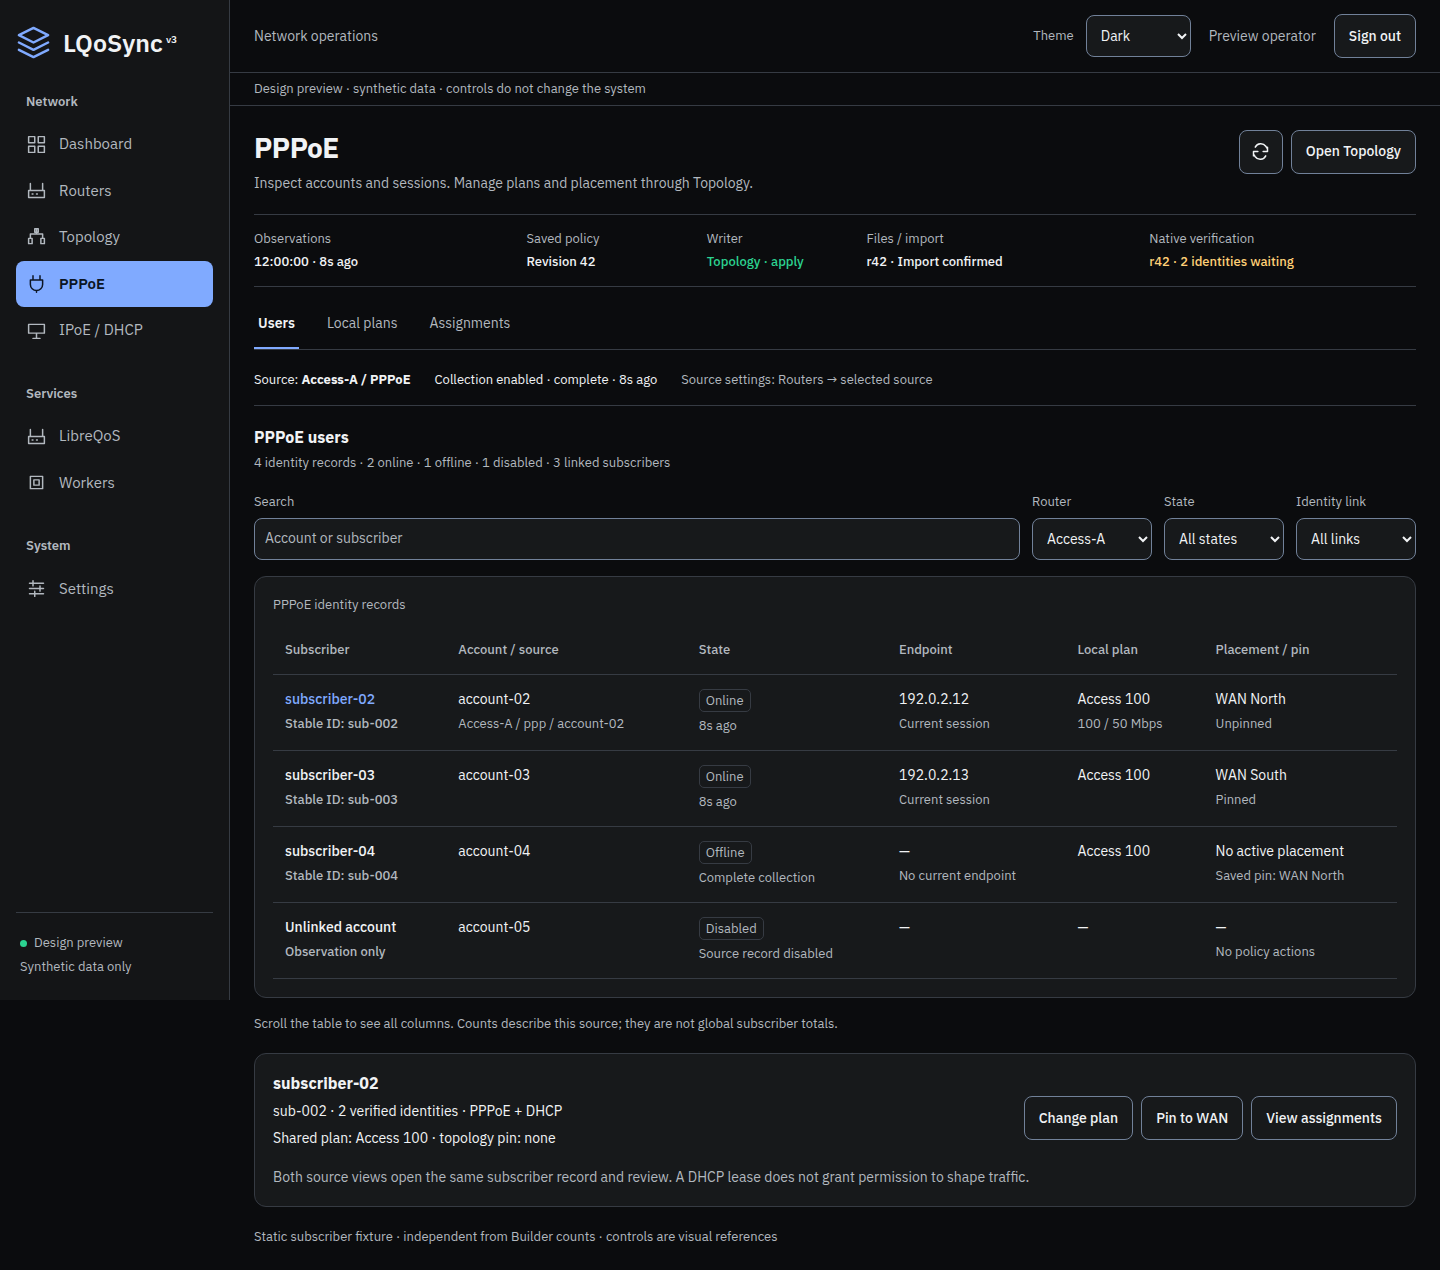 LQoSync v3
Network
Dashboard
Routers
Topology
PPPoE
IPoE / DHCP
Services
LibreQoS
Workers
System
Settings
Design preview
Synthetic data only
Network operations
Theme
Dark
Preview operator
Sign out
Design preview · synthetic data · controls do not change the system
PPPoE
Inspect accounts and sessions. Manage plans and placement through Topology.
Open Topology
Observations
12:00:00 · 8s ago
Saved policy
Revision 42
Writer
Topology · apply
Files / import
r42 · Import confirmed
Native verification
r42 · 2 identities waiting
Users Local plans Assignments
Source: Access-A / PPPoE Collection enabled · complete · 8s ago Source settings: Routers → selected source
PPPoE users
4 identity records · 2 online · 1 offline · 1 disabled · 3 linked subscribers
Search
Account or subscriber
Router
Access-A
State
All states
Identity link
All links
PPPoE identity records
Subscriber Account / source State Endpoint Local plan Placement / pin
subscriber-02 account-02 Online 192.0.2.12 Access 100 WAN North
Stable ID: sub-002 Access-A / ppp / account-02 8s ago Current session 100 / 50 Mbps Unpinned
subscriber-03 account-03 Online 192.0.2.13 Access 100 WAN South
Stable ID: sub-003 8s ago Current session Pinned
subscriber-04 account-04 Offline — Access 100 No active placement
Stable ID: sub-004 Complete collection No current endpoint Saved pin: WAN North
Unlinked account account-05 Disabled — — —
Observation only Source record disabled No policy actions
Scroll the table to see all columns. Counts describe this source; they are not global subscriber totals.
subscriber-02
sub-002 · 2 verified identities · PPPoE + DHCP
Shared plan: Access 100 · topology pin: none
Change plan Pin to WAN View assignments
Both source views open the same subscriber record and review. A DHCP lease does not grant permission to shape traffic.
Static subscriber fixture · independent from Builder counts · controls are visual references